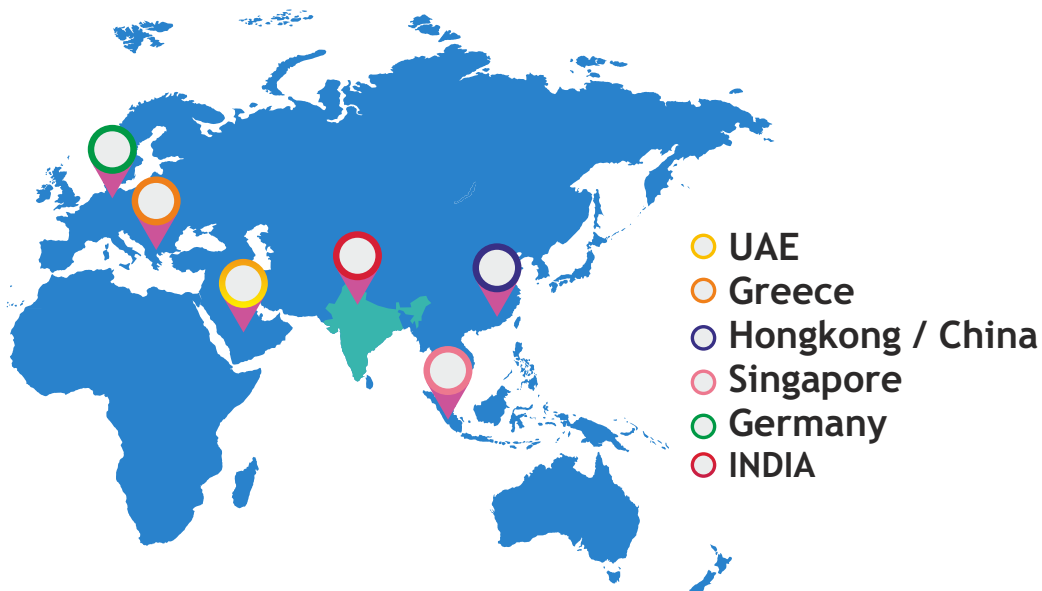 UAE
Greece
Hongkong / China
Singapore
Germany
INDIA